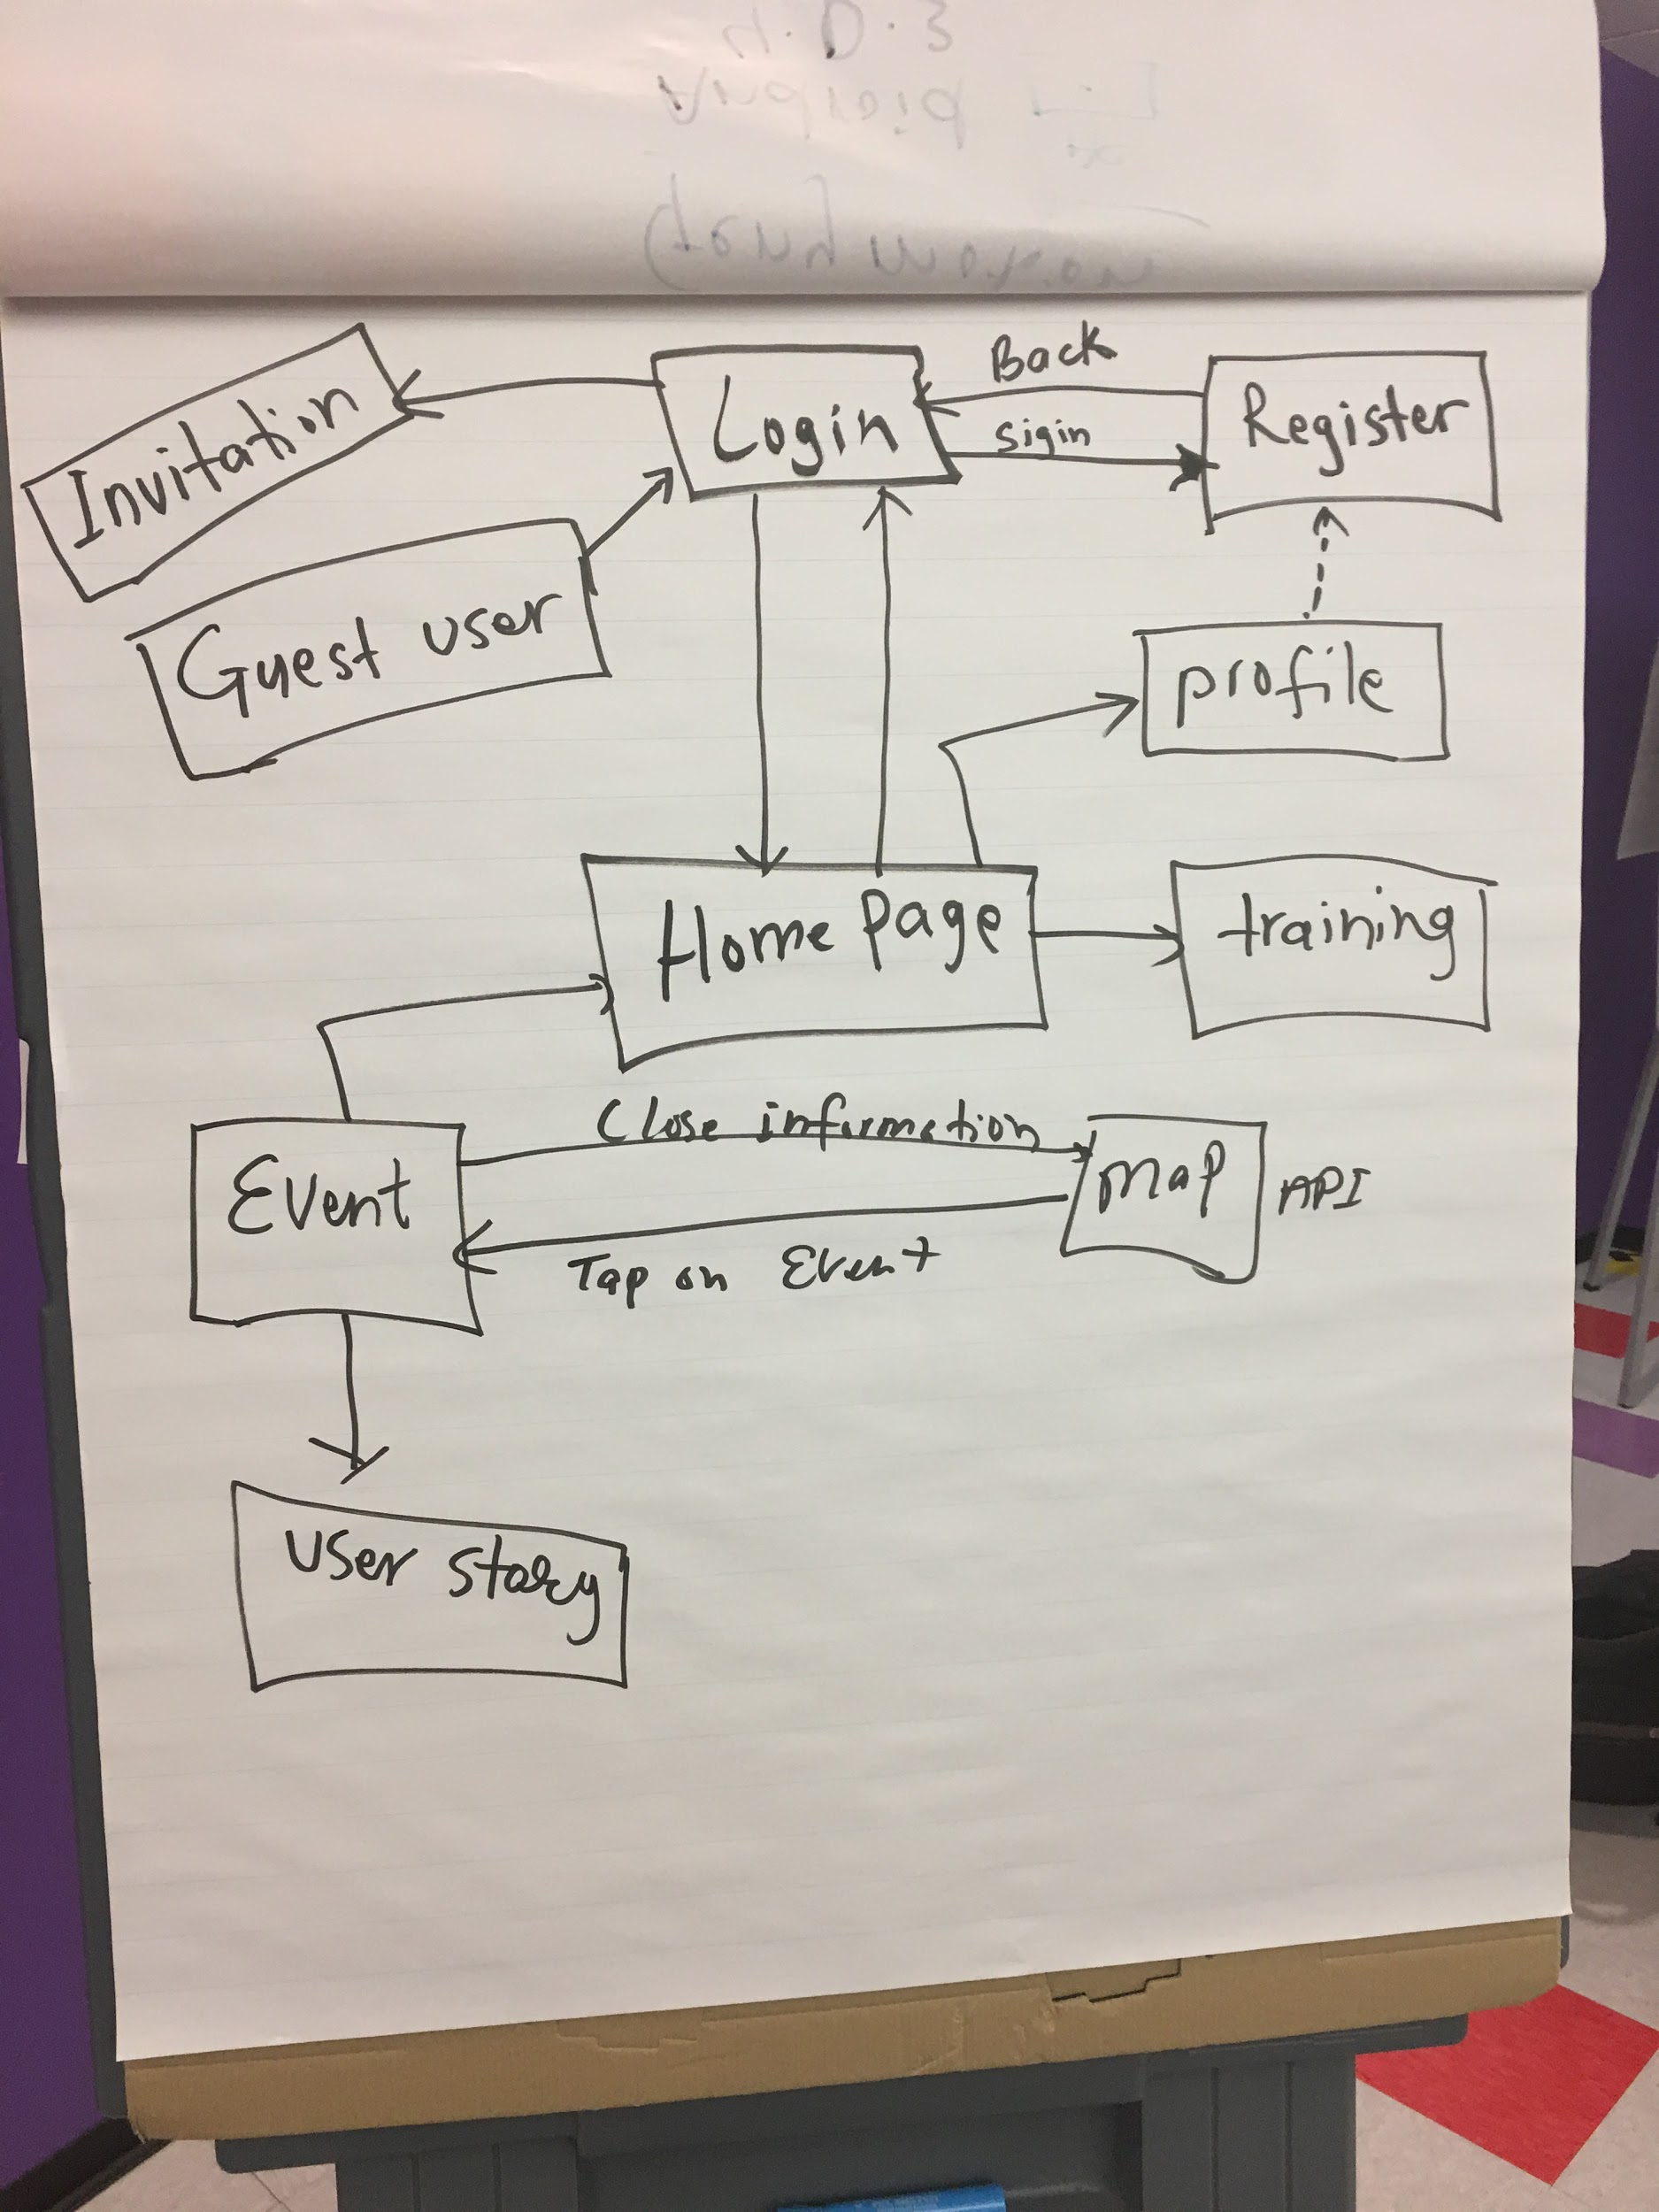 Invitation
Login
Back
sigin
Register
Guest user
profile
Home Page
training
Close information
Event
map
API
Tap on Event
User story